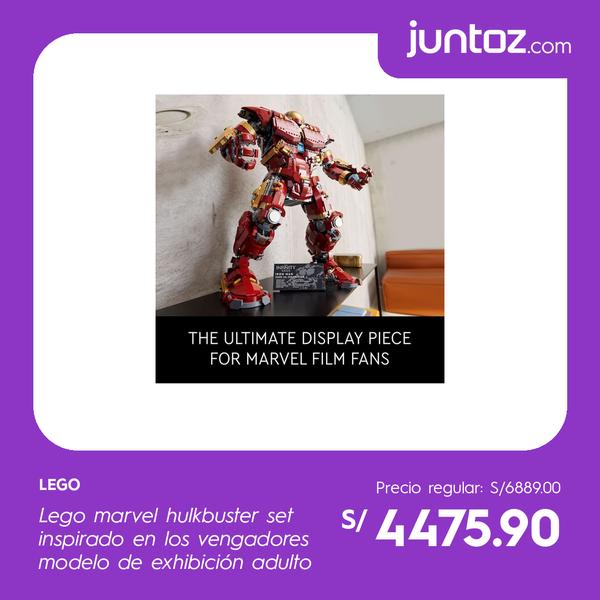 juntoz.com
THE ULTIMATE DISPLAY PIECE
FOR MARVEL FILM FANS
LEGO
Lego marvel hulkbuster set
inspirado en los vengadores
modelo de exhibición adulto
Precio regular: S/6889.00
S/ 4475.90